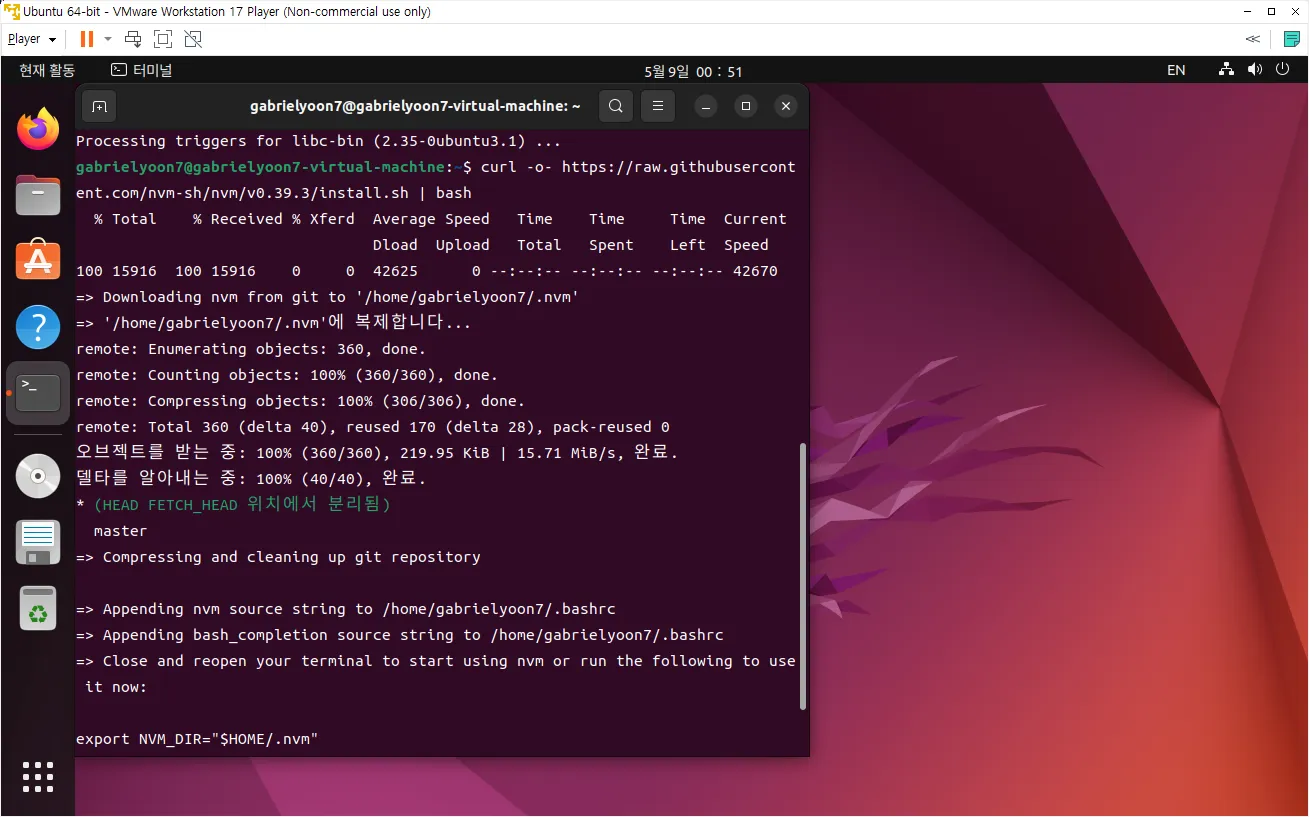 Ubuntu 64-bit - VMware Workstation 17 Player (Non-commercial use only)
Player
현재 활동
터미널
5월 9일 00 : 51
EN
gabrielyoon7@gabrielyoon7-virtual-machine: ~
Processing triggers for libc-bin (2.35-0ubuntu3.1) ...
gabrielyoon7@gabrielyoon7-virtual-machine:~$ curl -o- https://raw.githubusercont
ent.com/nvm-sh/nvm/v0.39.3/install.sh | bash
% Total    % Received % Xferd  Average Speed   Time    Time     Time  Current
Dload  Upload   Total   Spent    Left  Speed
100 15916  100 15916    0     0  42625      0 --:--:-- --:--:-- --:--:-- 42670
=> Downloading nvm from git to '/home/gabrielyoon7/.nvm'
=> '/home/gabrielyoon7/.nvm'에 복제합니다...
remote: Enumerating objects: 360, done.
remote: Counting objects: 100% (360/360), done.
remote: Compressing objects: 100% (306/306), done.
remote: Total 360 (delta 40), reused 170 (delta 28), pack-reused 0
오브젝트를 받는 중: 100% (360/360), 219.95 KiB | 15.71 MiB/s, 완료.
델타를 알아내는 중: 100% (40/40), 완료.
* (HEAD FETCH_HEAD 위치에서 분리됨)
master
=> Compressing and cleaning up git repository
=> Appending nvm source string to /home/gabrielyoon7/.bashrc
=> Appending bash_completion source string to /home/gabrielyoon7/.bashrc
=> Close and reopen your terminal to start using nvm or run the following to use
it now:
export NVM_DIR="$HOME/.nvm"